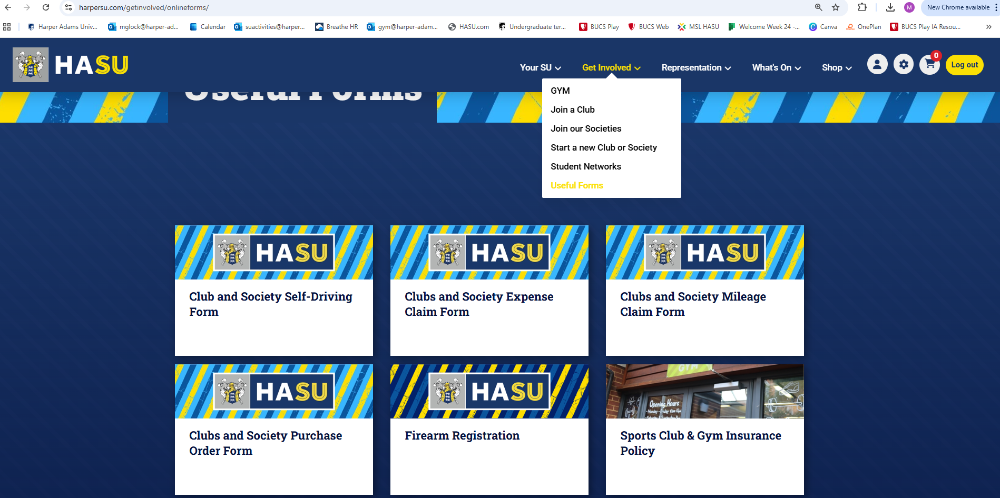 harpersu.com/getinvolved/onlineforms/
M
New Chrome available
Harper Adams Univ...
mglock@harper-ad...
Calendar
suactivities@harper...
Breathe HR
gym@harper-adam...
HASU.com
Undergraduate ter...
BUCS Play
BUCS Web
MSL HASU
Welcome Week 24 -...
Canva
OnePlan
BUCS Play IA Resou...
HASU
Your SU
Get Involved
Representation
What's On
Shop
0
Log out
Useful Forms
GYM
Join a Club
Join our Societies
Start a new Club or Society
Student Networks
Useful Forms
HASU
HASU
HASU
Club and Society Self-Driving
Form
Clubs and Society Expense
Claim Form
Clubs and Society Mileage
Claim Form
HASU
HASU
GYM
Opening Hours
• Monday - Friday 6am-10pm
Clubs and Society Purchase
Order Form
Firearm Registration
Sports Club & Gym Insurance
Policy